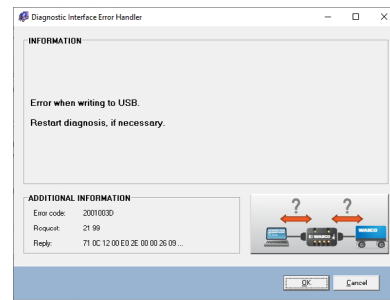 Diagnostic Interface Error Handler
INFORMATION
Error when writing to USB.
Restart diagnosis, if necessary.
ADDITIONAL INFORMATION
Error code: 2001003D
Request: 21 99
Reply: 71 0C 12 00 E0 2E 00 00 26 09 ...
? ?
WABCO
WABCO
OK Cancel